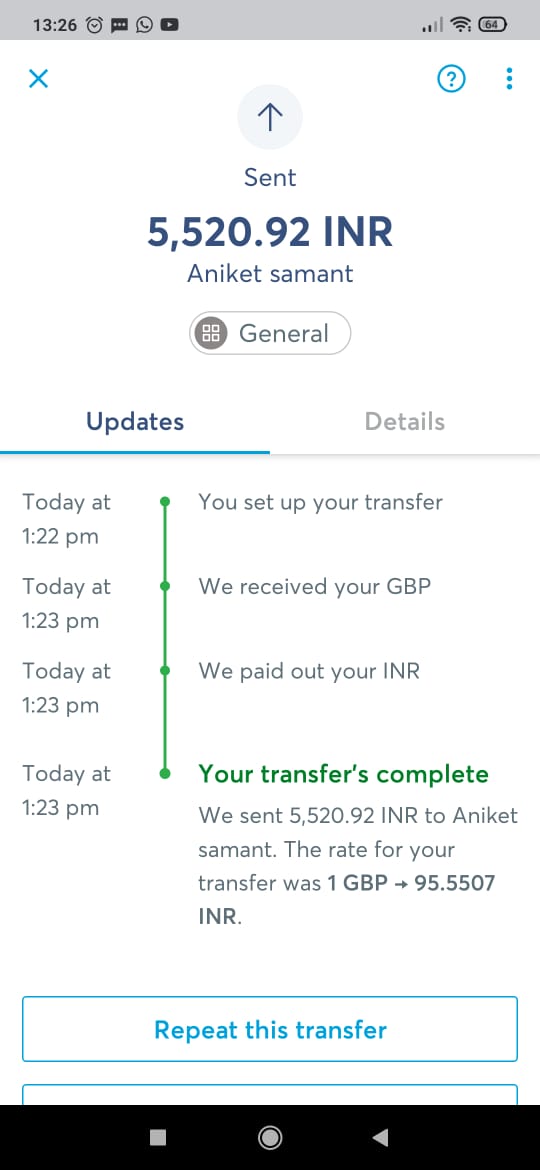 13:26 64
Sent
5,520.92 INR
Aniket samant
General
Updates Details
Today at
1:22 pm
You set up your transfer
Today at
1:23 pm
We received your GBP
Today at
1:23 pm
We paid out your INR
Today at
1:23 pm
Your transfer's complete
We sent 5,520.92 INR to Aniket
samant. The rate for your
transfer was 1 GBP → 95.5507
INR.
Repeat this transfer